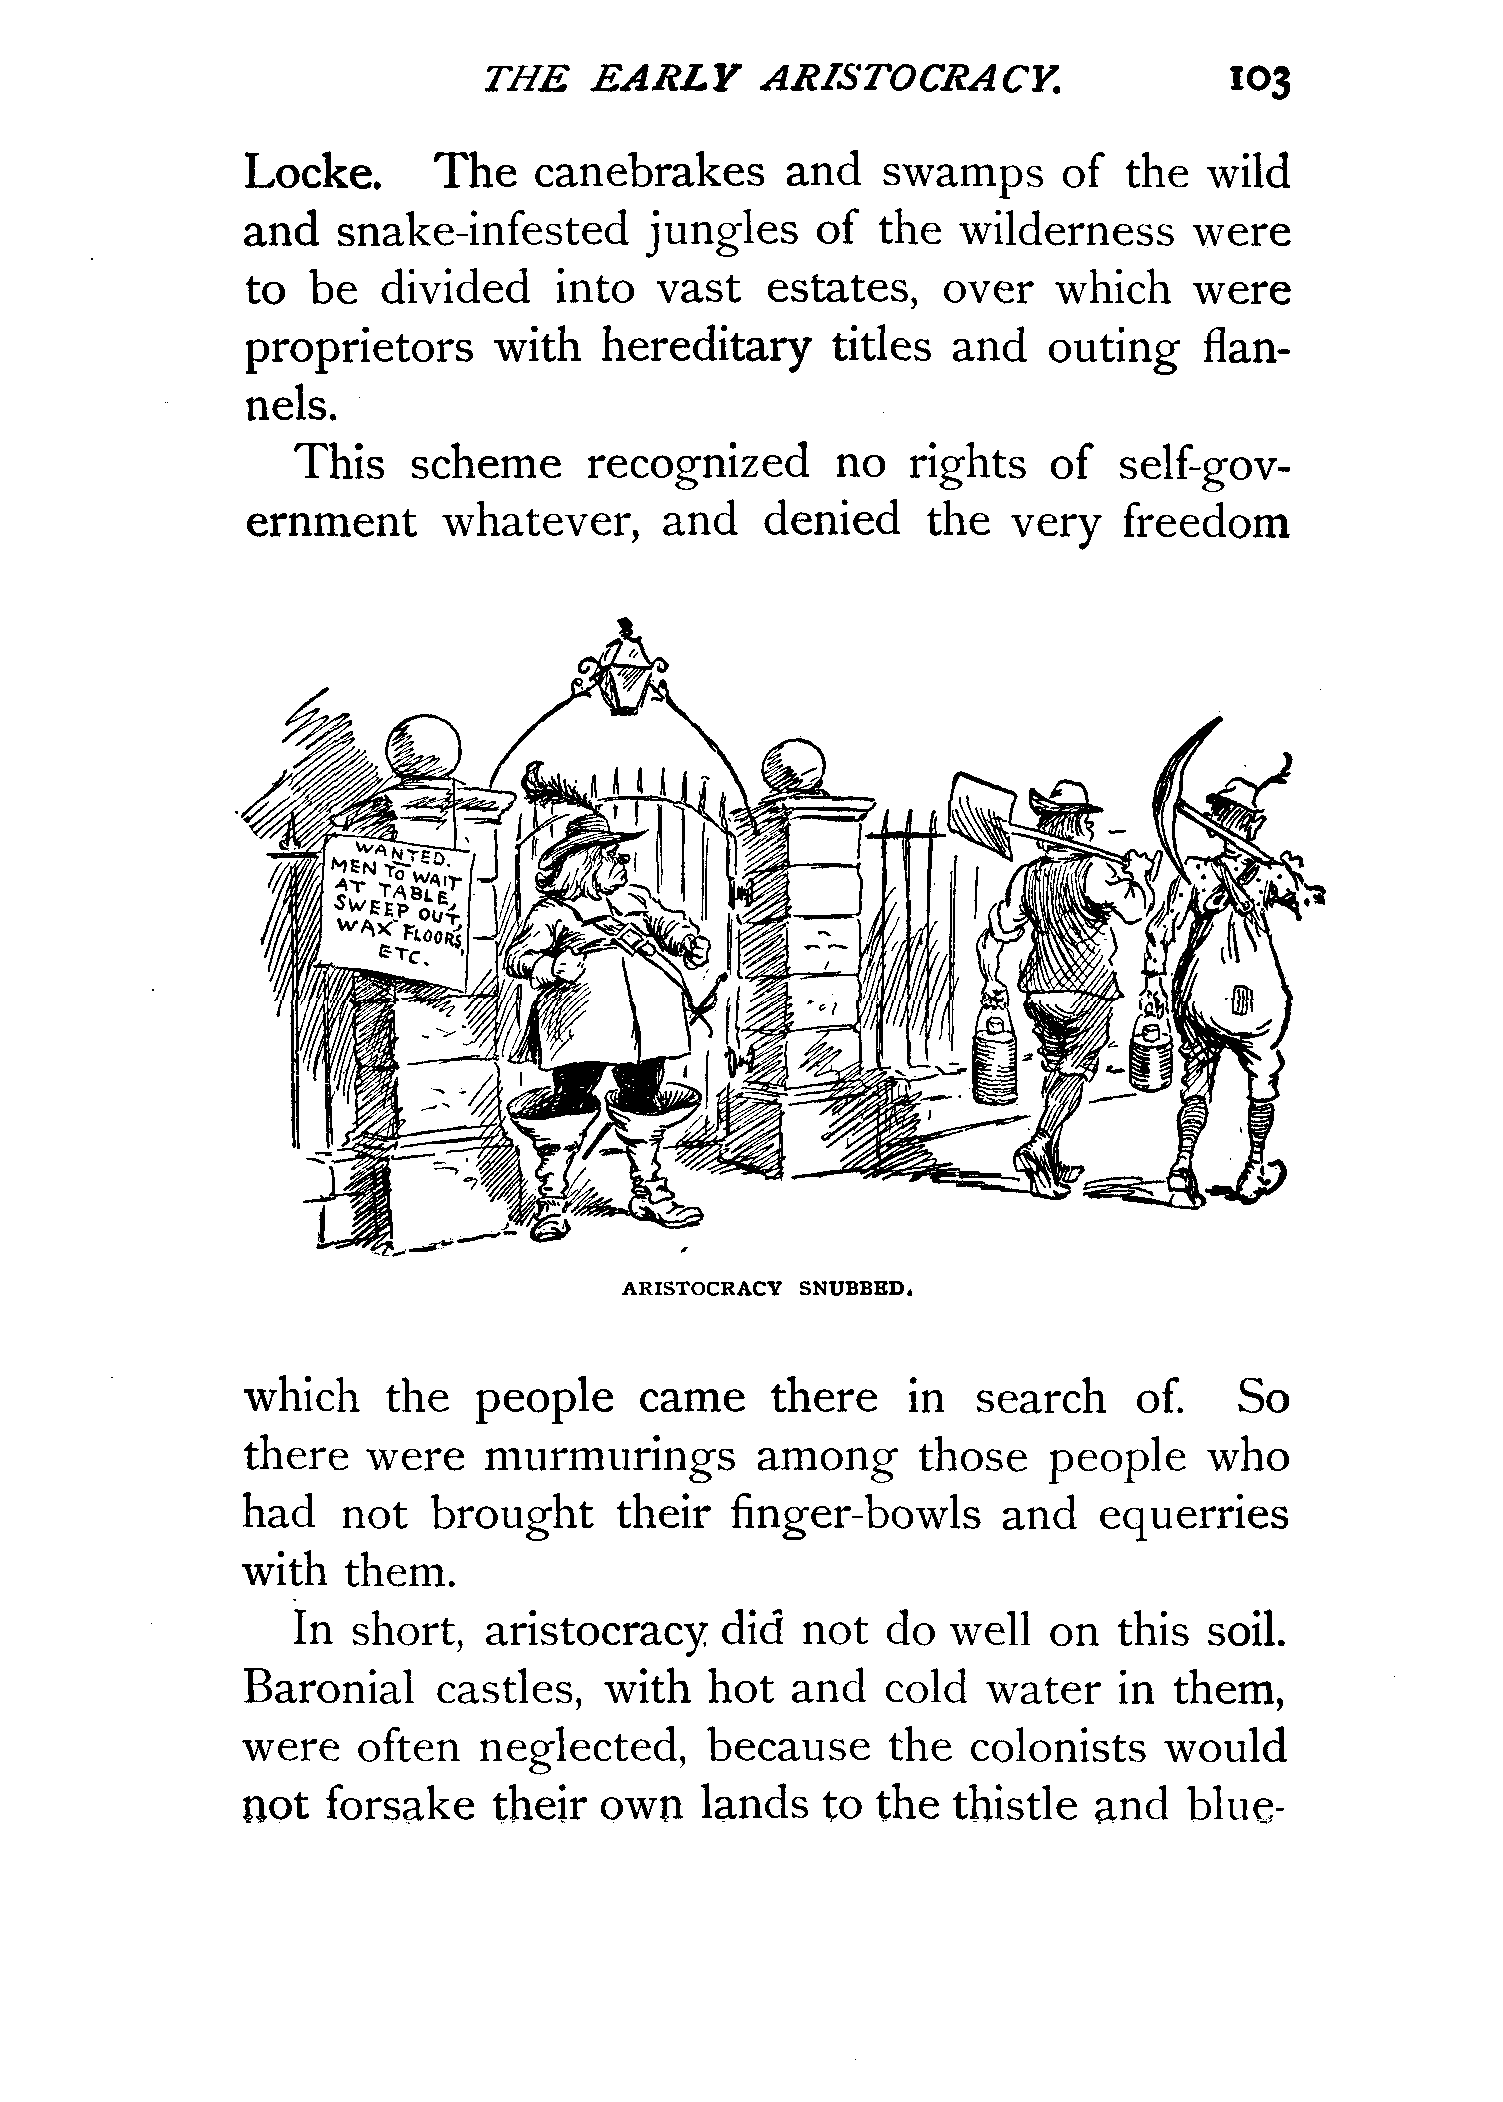 THE EARLY ARISTOCRACY. 103
Locke. The canebrakes and swamps of the wild
and snake-infested jungles of the wilderness were
to be divided into vast estates, over which were
proprietors with hereditary titles and outing flan-
nels.
This scheme recognized no rights of self-gov-
ernment whatever, and denied the very freedom
WANTED.
MEN TO WAIT
AT TABLE,
SWEEP OUT,
WAX FLOORS,
ETC.
ARISTOCRACY SNUBBED.
which the people came there in search of. So
there were murmurings among those people who
had not brought their finger-bowls and equerries
with them.
In short, aristocracy did not do well on this soil.
Baronial castles, with hot and cold water in them,
were often neglected, because the colonists would
not forsake their own lands to the thistle and blue-